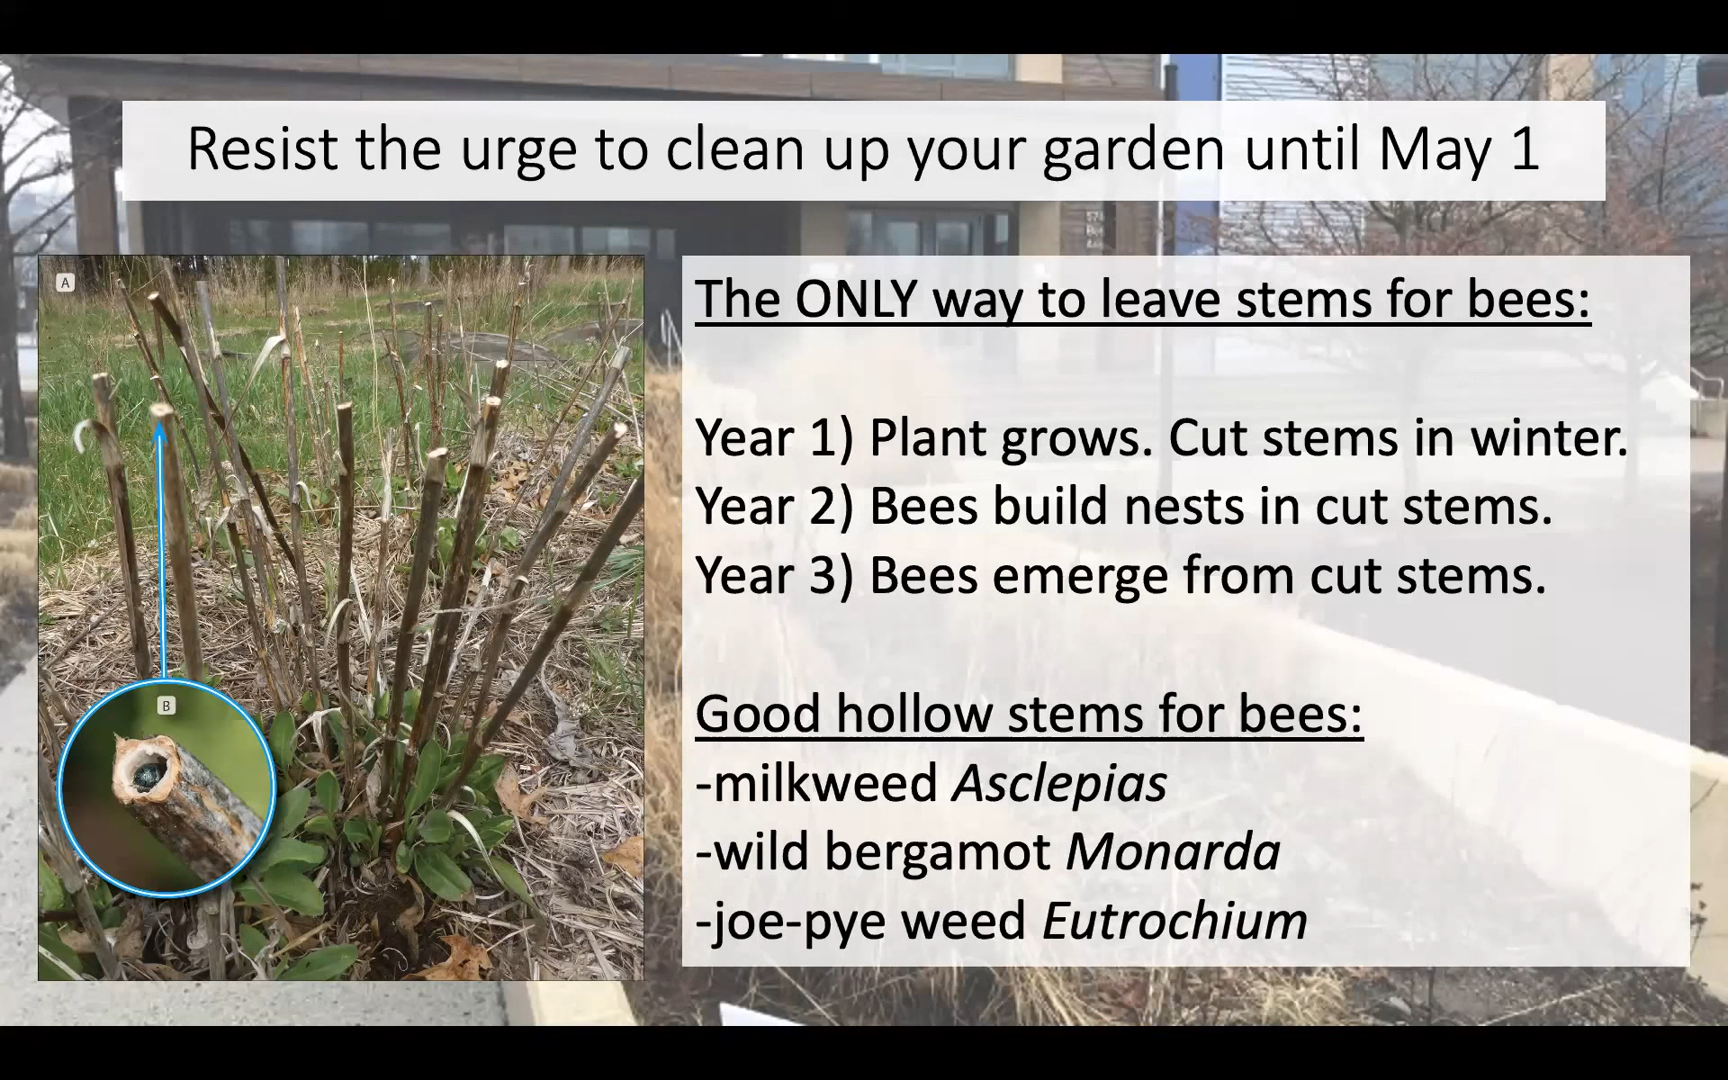 Resist the urge to clean up your garden until May 1
A
B
The ONLY way to leave stems for bees:
Year 1) Plant grows. Cut stems in winter.
Year 2) Bees build nests in cut stems.
Year 3) Bees emerge from cut stems.
Good hollow stems for bees:
-milkweed Asclepias
-wild bergamot Monarda
-joe-pye weed Eutrochium